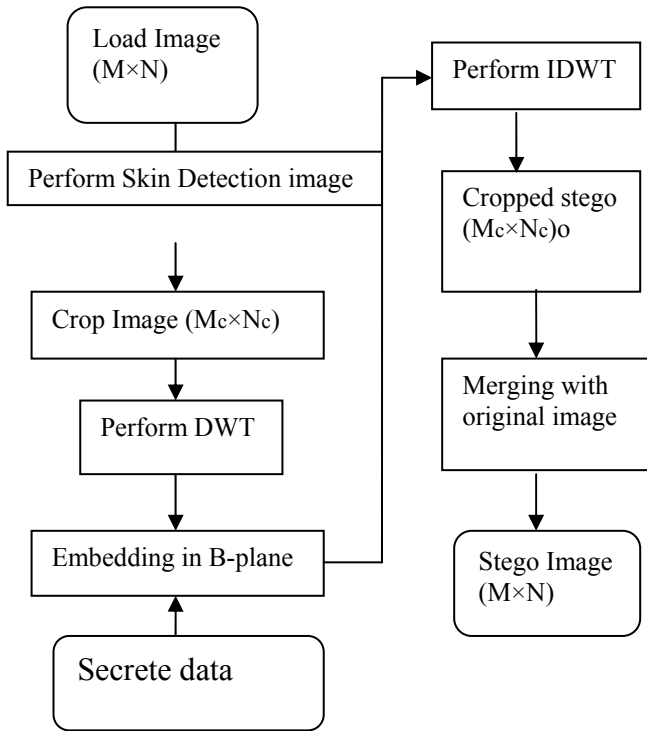 Load Image
(M×N)
Perform Skin Detection image
Crop Image (Mc×Nc)
Perform DWT
Embedding in B-plane
Secrete data
Perform IDWT
Cropped stego
(Mc×Nc)o
Merging with
original image
Stego Image
(M×N)